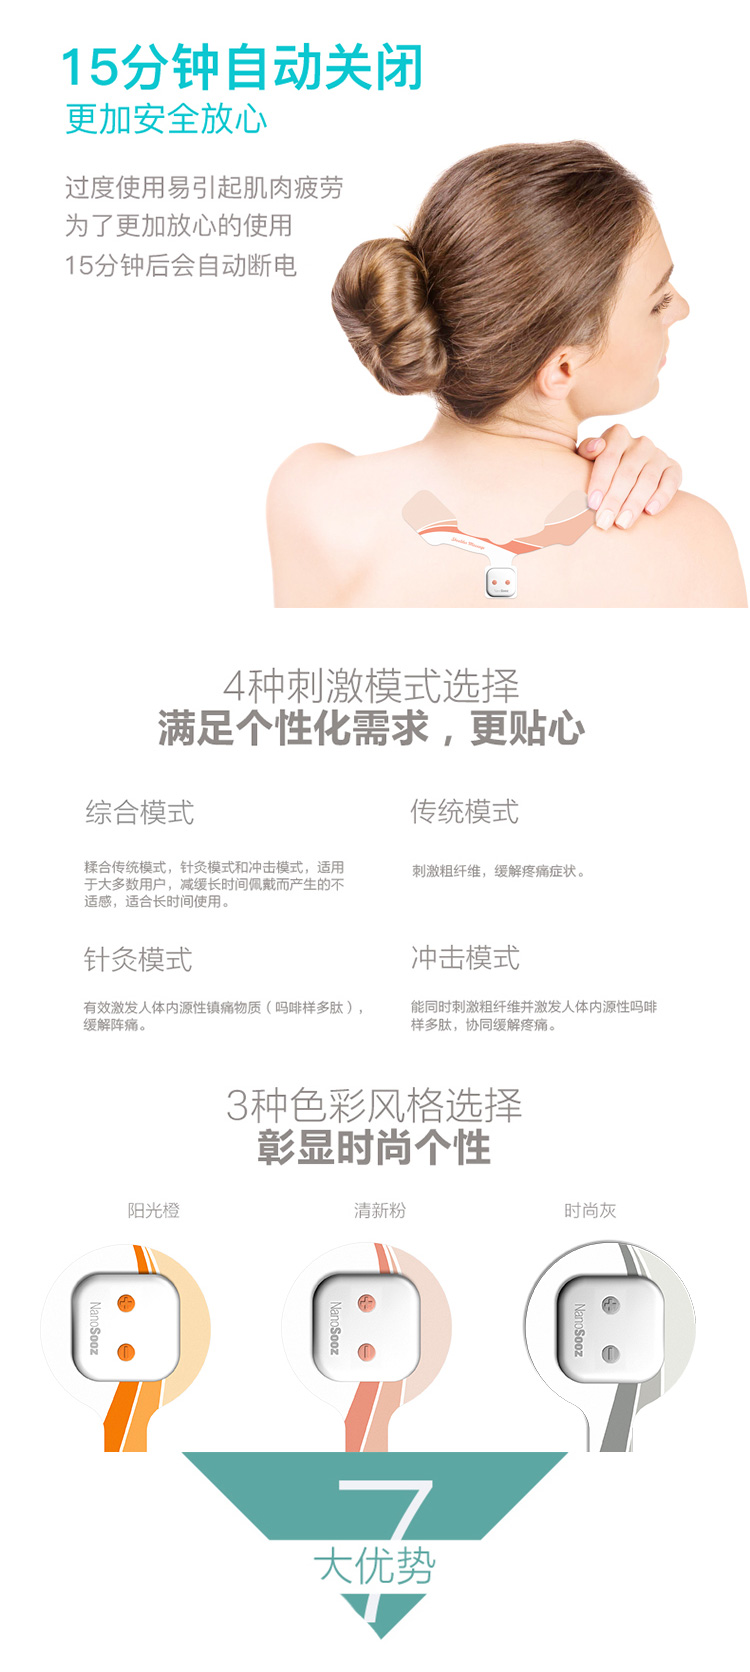 15分钟自动关闭
更加安全放心
过度使用易引起肌肉疲劳
为了更加放心的使用
15分钟后会自动断电
Shoulder Massage
4种刺激模式选择
满足个性化需求，更贴心
综合模式
糅合传统模式，针灸模式和冲击模式，适用
于大多数用户，减缓长时间佩戴而产生的不
适感，适合长时间使用。
传统模式
刺激粗纤维，缓解疼痛症状。
针灸模式
有效激发人体内源性镇痛物质（吗啡样多肽），
缓解阵痛。
冲击模式
能同时刺激粗纤维并激发人体内源性吗啡
样多肽，协同缓解疼痛。
3种色彩风格选择
彰显时尚个性
阳光橙
清新粉
时尚灰
NanoSooz
NanoSooz
NanoSooz
7
大优势